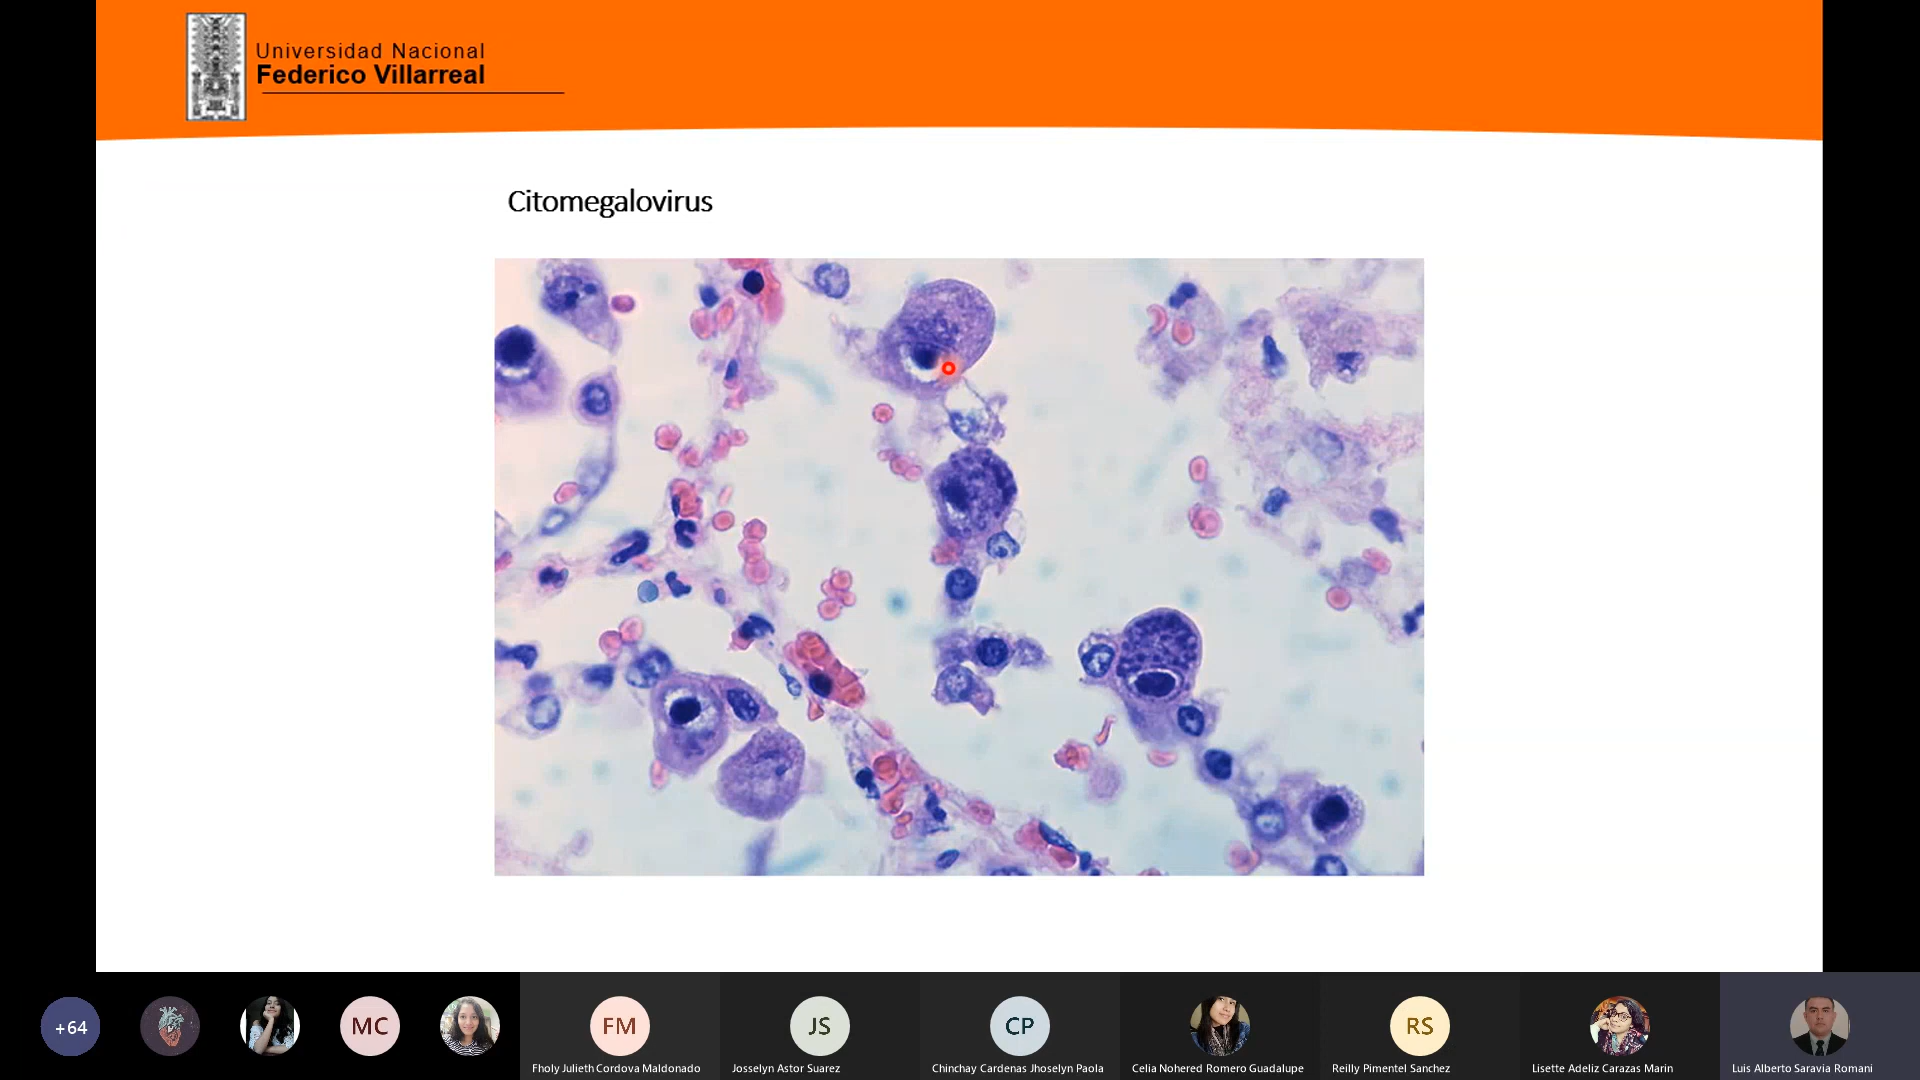 Universidad Nacional
Federico Villarreal
Citomegalovirus
+64
MC
FM
JS
CP
RS
Fholy Julieth Cordova Maldonado
Josselyn Astor Suarez
Chinchay Cardenas Jhoselyn Paola
Celia Nohered Romero Guadalupe
Reilly Pimentel Sanchez
Lisette Adeliz Carazas Marin
Luis Alberto Saravia Romani